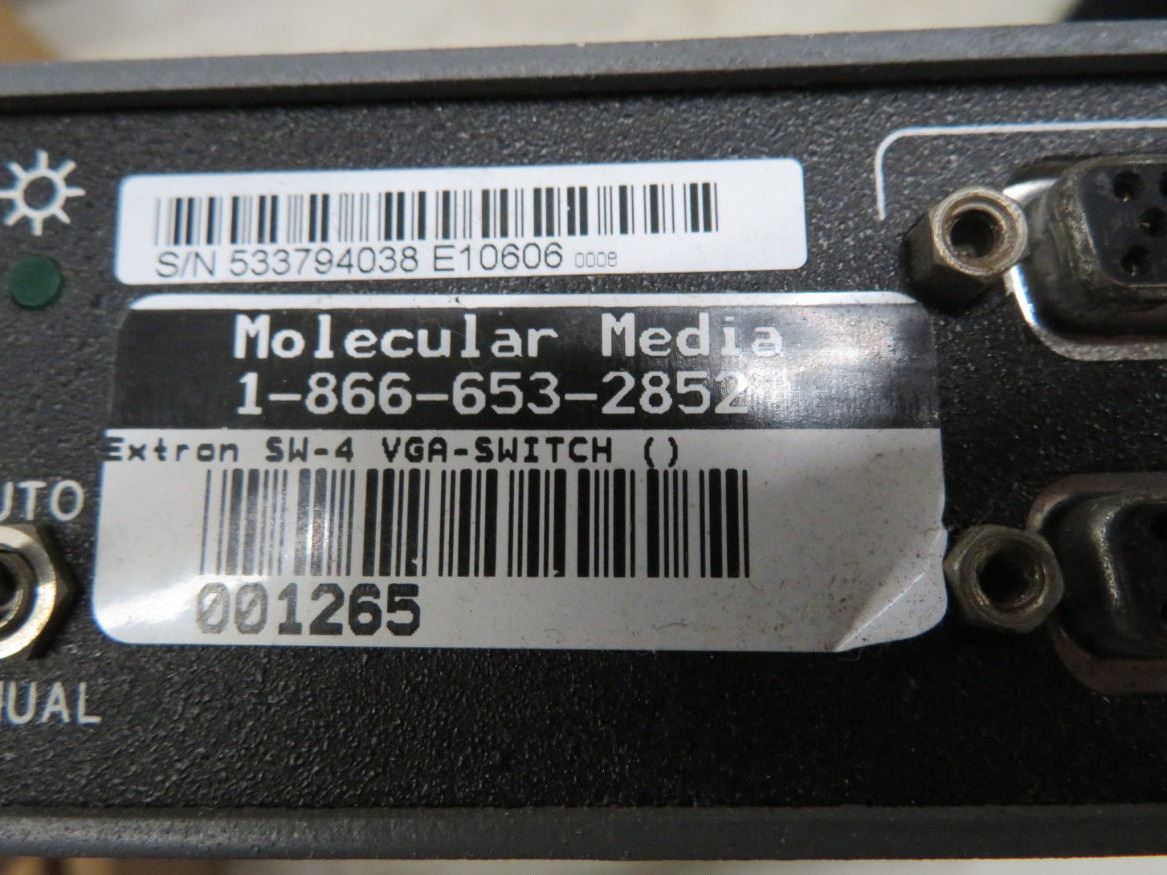 S/N 533794038 E10606 0008
Molecular Media
1-866-653-2852
Extron SW-4 VGA-SWITCH ()
UTO
001265
UAL